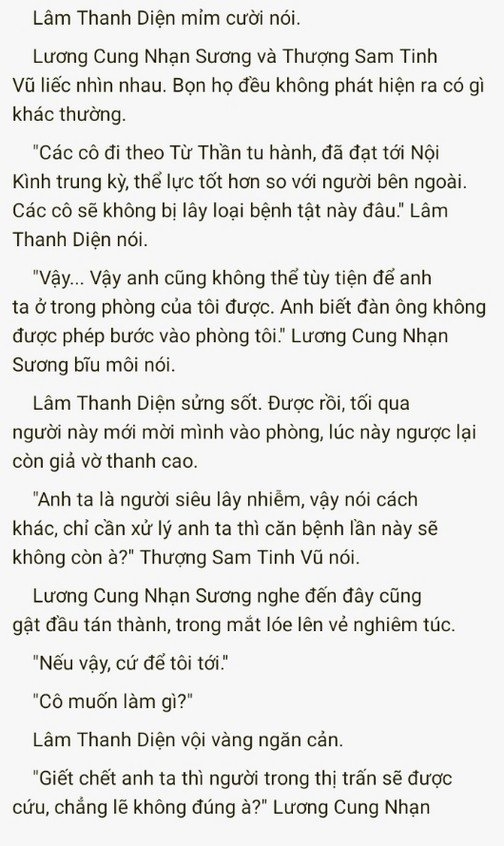 Lâm Thanh Diện mỉm cười nói.
Lương Cung Nhạn Sương và Thượng Sam Tinh
Vũ liếc nhìn nhau. Bọn họ đều không phát hiện ra có gì
khác thường.
"Các cô đi theo Từ Thần tu hành, đã đạt tới Nội
Kình trung kỳ, thể lực tốt hơn so với người bên ngoài.
Các cô sẽ không bị lây loại bệnh tật này đâu." Lâm
Thanh Diện nói.
"Vậy... Vậy anh cũng không thể tùy tiện để anh
ta ở trong phòng của tôi được. Anh biết đàn ông không
được phép bước vào phòng tôi." Lương Cung Nhạn
Sương bĩu môi nói.
Lâm Thanh Diện sửng sốt. Được rồi, tối qua
người này mới mời mình vào phòng, lúc này ngược lại
còn giả vờ thanh cao.
"Anh ta là người siêu lây nhiễm, vậy nói cách
khác, chỉ cần xử lý anh ta thì căn bệnh lần này sẽ
không còn à?" Thượng Sam Tinh Vũ nói.
Lương Cung Nhạn Sương nghe đến đây cũng
gật đầu tán thành, trong mắt lóe lên vẻ nghiêm túc.
"Nếu vậy, cứ để tôi tới."
"Cô muốn làm gì?"
Lâm Thanh Diện vội vàng ngăn cản.
"Giết chết anh ta thì người trong thị trấn sẽ được
cứu, chẳng lẽ không đúng à?" Lương Cung Nhạn